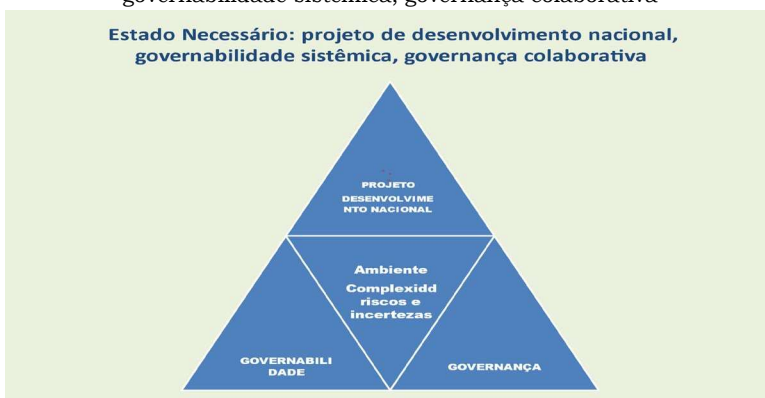 governabilidade sistêmica, governança colaborativa
Estado Necessário: projeto de desenvolvimento nacional,
governabilidade sistêmica, governança colaborativa
PROJETO
DESENVOLVIME
NTO NACIONAL
Ambiente
Complexidd
riscos e
incertezas
GOVERNABILI
DADE
GOVERNANÇA